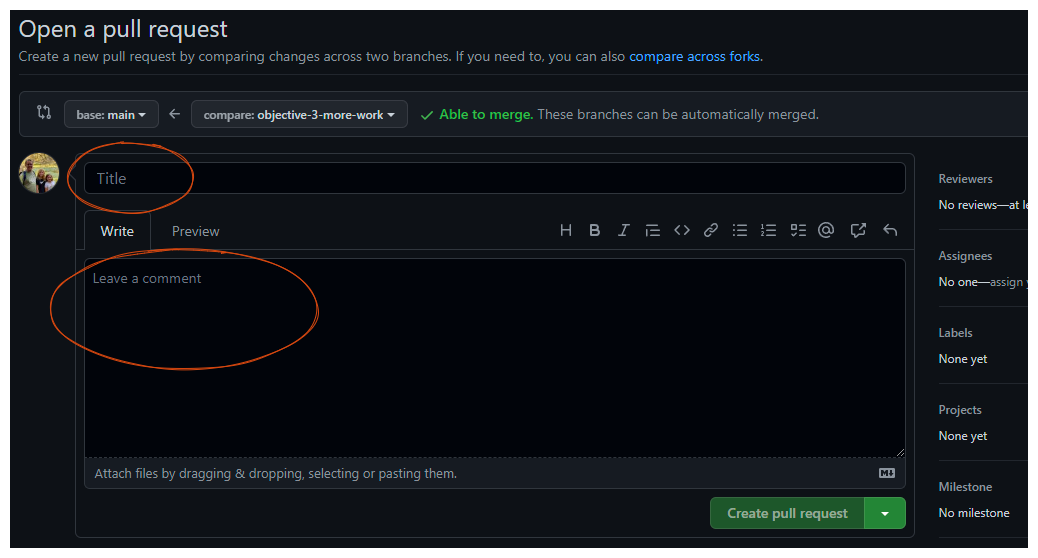 Open a pull request
Create a new pull request by comparing changes across two branches. If you need to, you can also compare across forks.
base: main
compare: objective-3-more-work
Able to merge. These branches can be automatically merged.
Title
Write
Preview
Leave a comment
Attach files by dragging & dropping, selecting or pasting them.
Create pull request
Reviewers
No reviews—at
Assignees
No one—assign
Labels
None yet
Projects
None yet
Milestone
No milestone